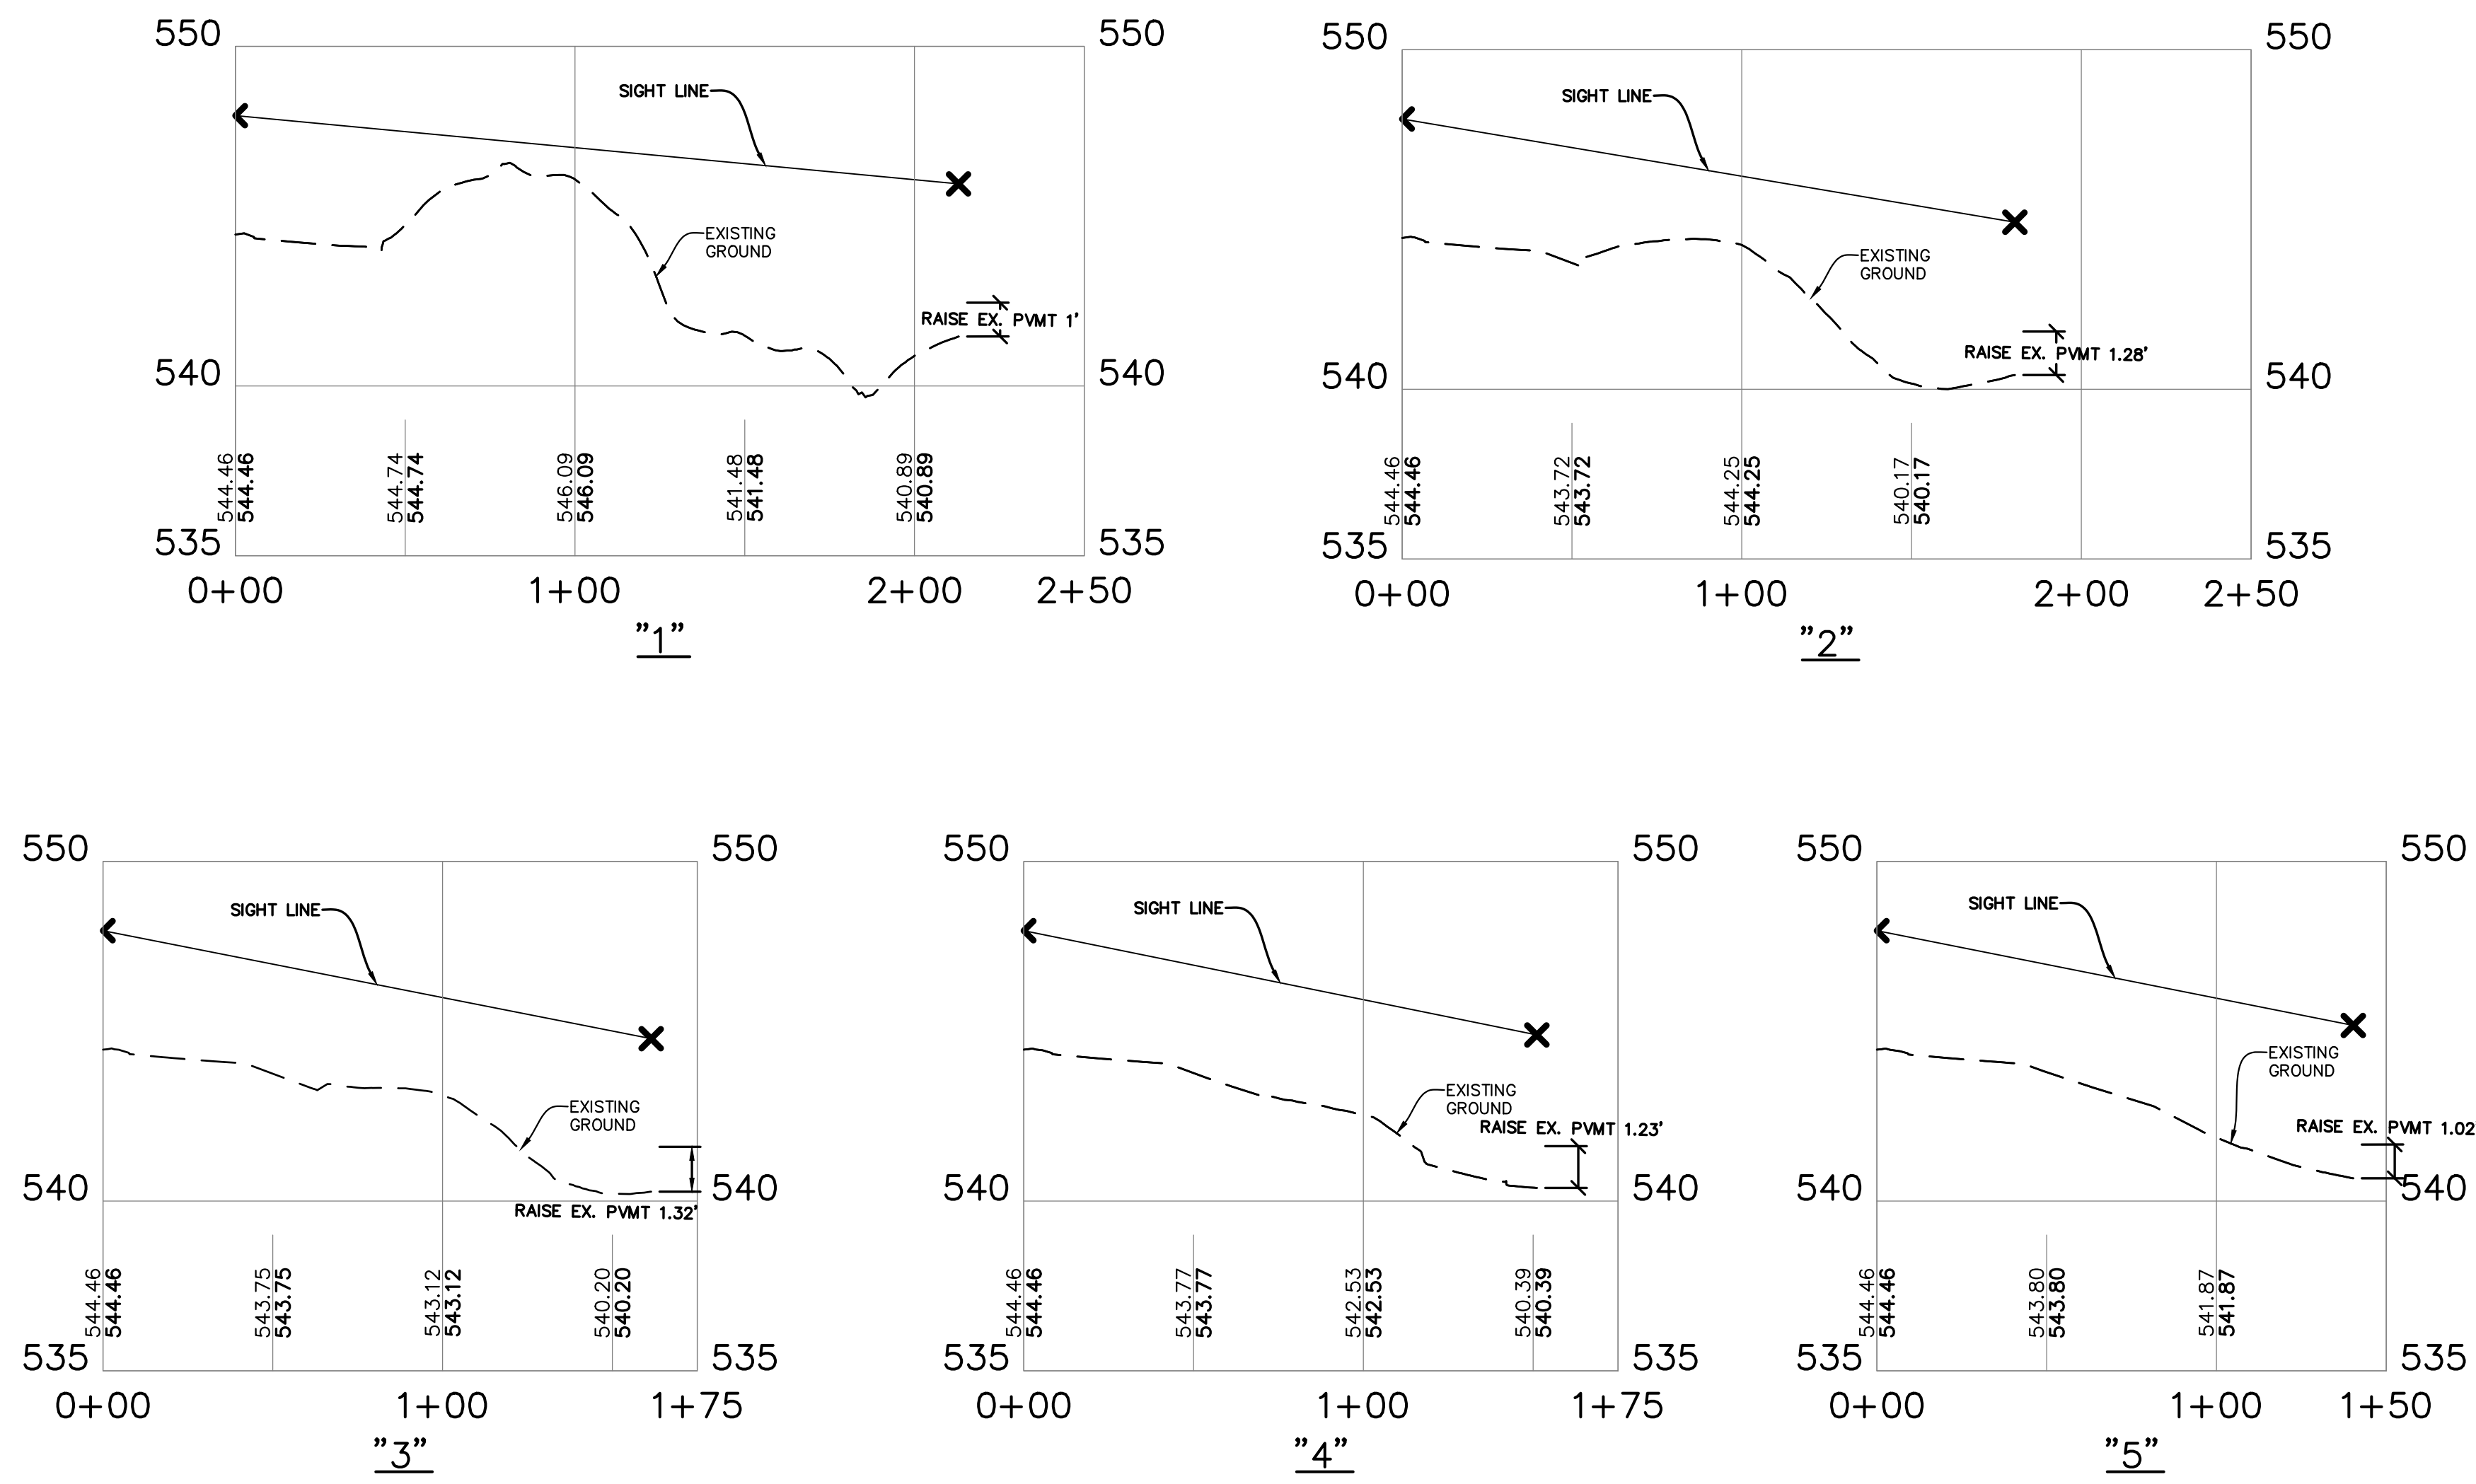 550 550
SIGHT LINE
EXISTING
GROUND
RAISE EX. PVMT 1'
540 540
544.46 544.74 546.09 541.48 540.89
544.46 544.74 546.09 541.48 540.89
535 535
0+00 1+00 2+00 2+50
"1"
550 550
SIGHT LINE
EXISTING
GROUND
RAISE EX. PVMT 1.28'
540 540
544.46 543.72 544.25 540.17
544.46 543.72 544.25 540.17
535 535
0+00 1+00 2+00 2+50
"2"
550 550
SIGHT LINE
EXISTING
GROUND
540 540
RAISE EX. PVMT 1.32'
544.46 543.75 543.12 540.20
544.46 543.75 543.12 540.20
535 535
0+00 1+00 1+75
"3"
550 550
SIGHT LINE
EXISTING
GROUND
RAISE EX. PVMT 1.23'
540 540
544.46 543.77 542.53 540.39
544.46 543.77 542.53 540.39
535 535
0+00 1+00 1+75
"4"
550 550
SIGHT LINE
EXISTING
GROUND
RAISE EX. PVMT 1.02
540 540
544.46 543.80 541.87
544.46 543.80 541.87
535 535
0+00 1+00 1+50
"5"